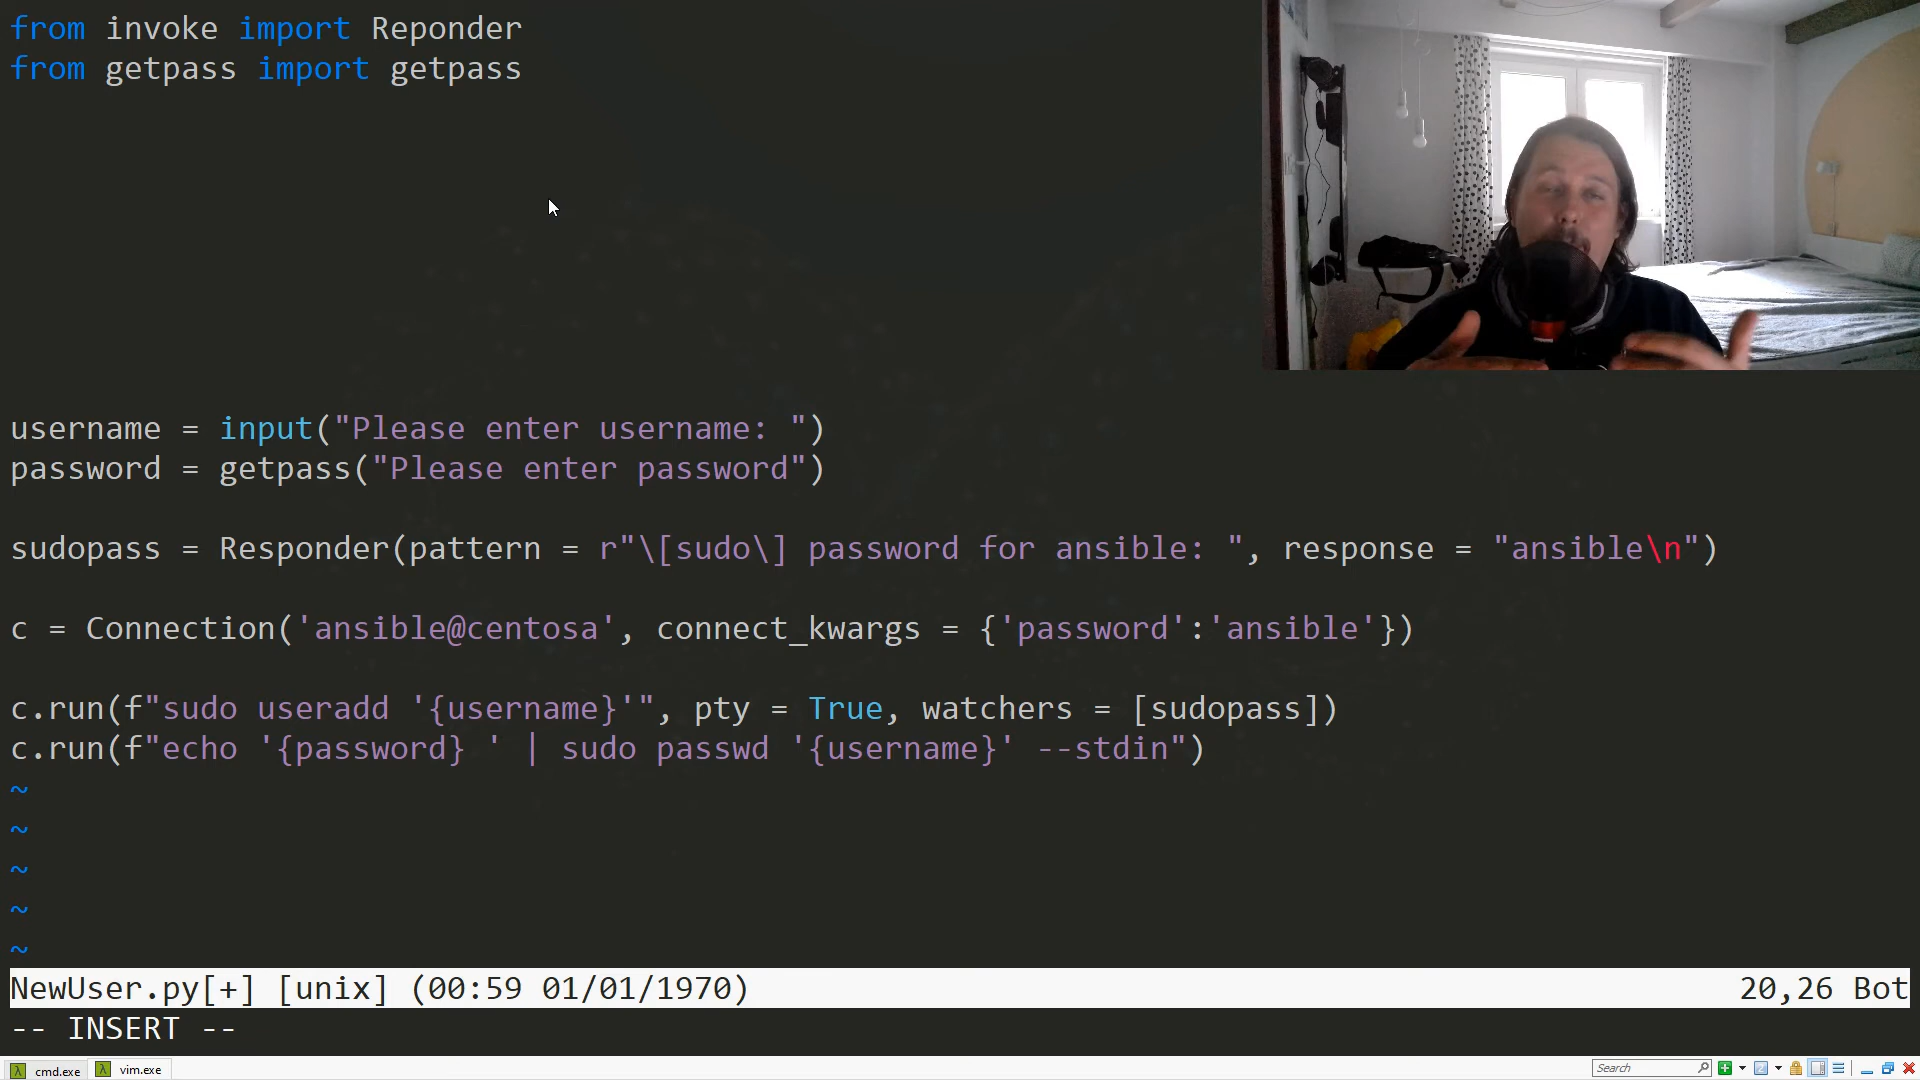 from invoke import Reponder
from getpass import getpass
username = input("Please enter username: ")
password = getpass("Please enter password")
sudopass = Responder(pattern = r"\[sudo\] password for ansible: ", response = "ansible\n")
c = Connection('ansible@centosa', connect_kwargs = {'password':'ansible'})
c.run(f"sudo useradd '{username}'", pty = True, watchers = [sudopass])
c.run(f"echo '{password} ' | sudo passwd '{username}' --stdin")
~
~
~
~
~
NewUser.py[+] [unix] (00:59 01/01/1970) 20,26 Bot
-- INSERT --
cmd.exe vim.exe Search